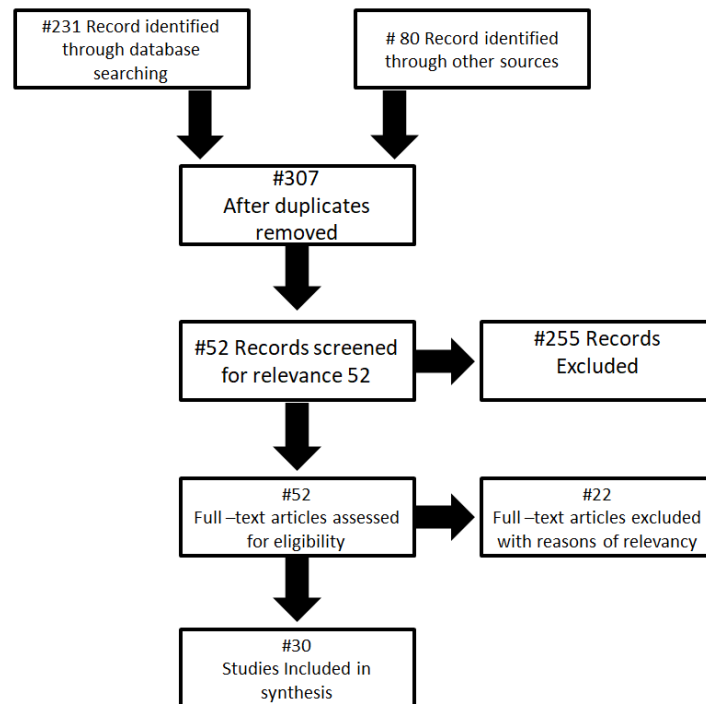 #231 Record identified
through database
searching
# 80 Record identified
through other sources
#307
After duplicates
removed
#52 Records screened
for relevance 52
#255 Records
Excluded
#52
Full –text articles assessed
for eligibility
#22
Full –text articles excluded
with reasons of relevancy
#30
Studies Included in
synthesis